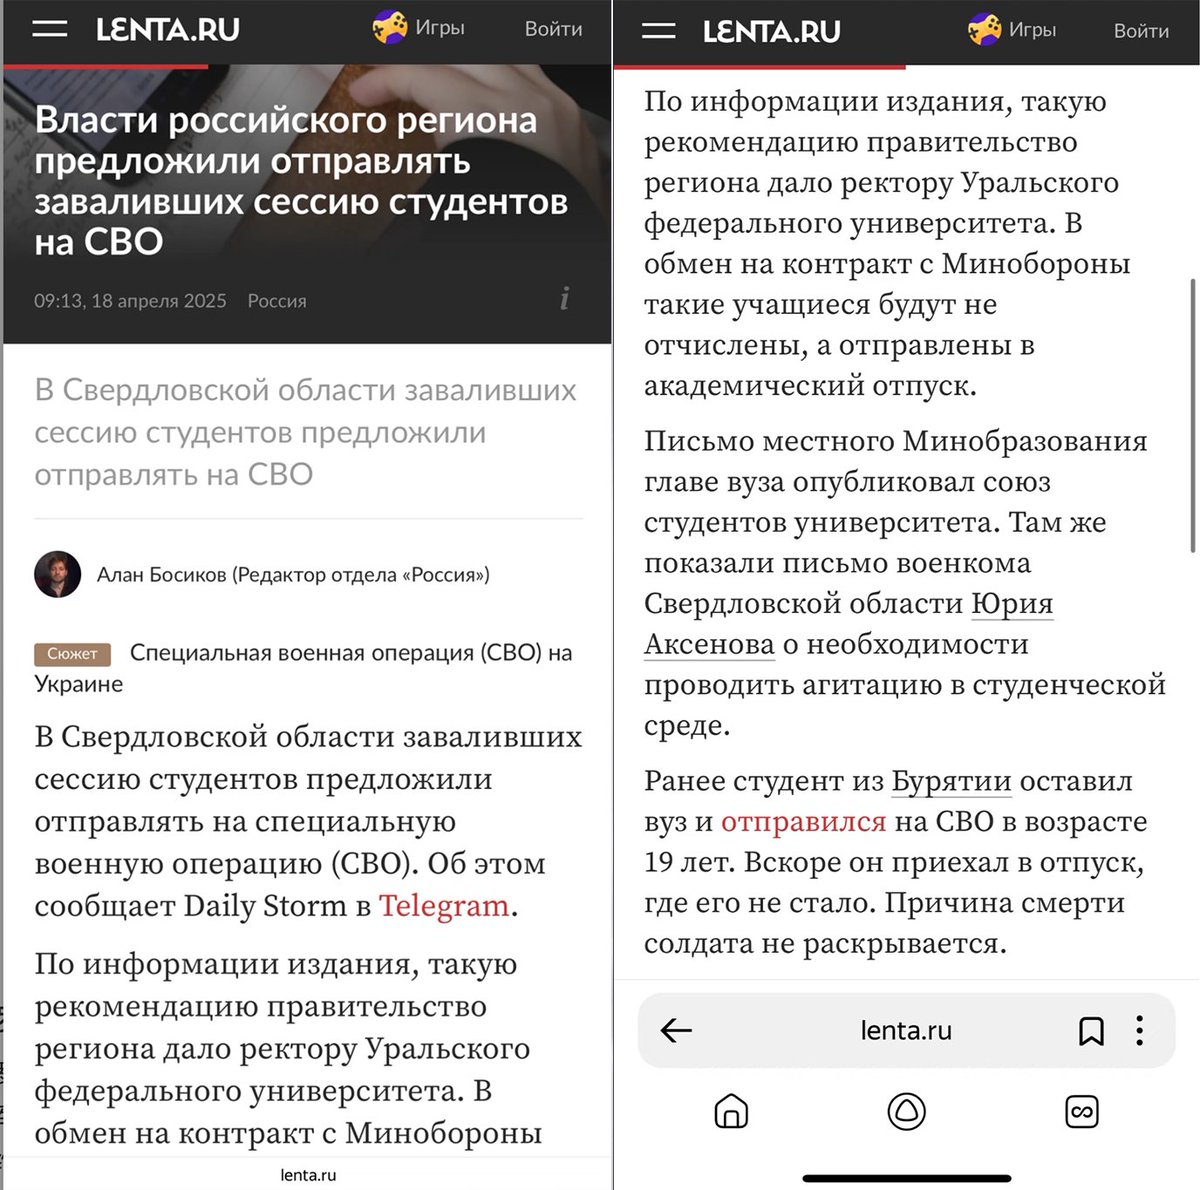 LENTA.RU
Игры
Войти
Власти российского региона
предложили отправлять
заваливших сессию студентов
на СВО
09:13, 18 апреля 2025 Россия
i
В Свердловской области заваливших
сессию студентов предложили
отправлять на СВО
Алан Босиков (Редактор отдела «Россия»)
Сюжет Специальная военная операция (СВО) на
Украине
В Свердловской области заваливших
сессию студентов предложили
отправлять на специальную
военную операцию (СВО). Об этом
сообщает Daily Storm в Telegram.
По информации издания, такую
рекомендацию правительство
региона дало ректору Уральского
федерального университета. В
обмен на контракт с Минобороны
lenta.ru
LENTA.RU
Игры
Войти
По информации издания, такую
рекомендацию правительство
региона дало ректору Уральского
федерального университета. В
обмен на контракт с Минобороны
такие учащиеся будут не
отчислены, а отправлены в
академический отпуск.
Письмо местного Минобразования
главе вуза опубликовал союз
студентов университета. Там же
показали письмо военкома
Свердловской области Юрия
Аксенова о необходимости
проводить агитацию в студенческой
среде.
Ранее студент из Бурятии оставил
вуз и отправился на СВО в возрасте
19 лет. Вскоре он приехал в отпуск,
где его не стало. Причина смерти
солдата не раскрывается.
lenta.ru